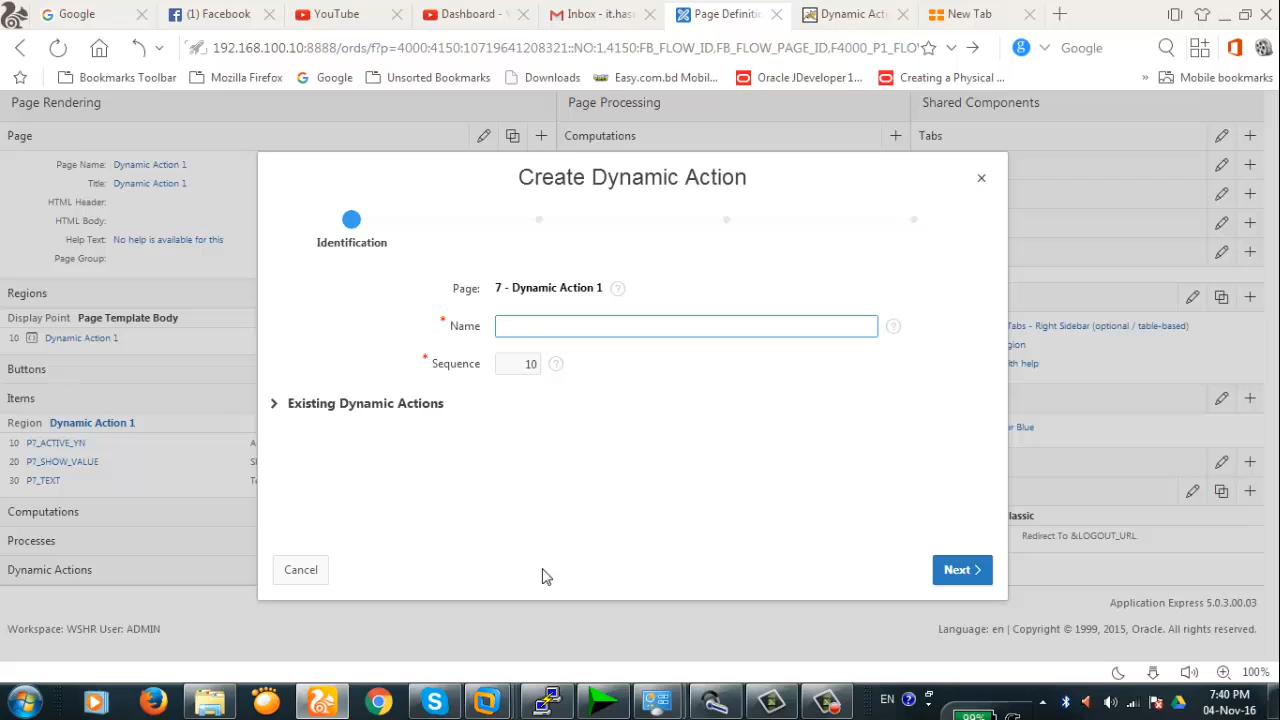 Google
(1) Facebook
YouTube
Dashboard -
Inbox - it.has
Page Definiti
Dynamic Acti
New Tab
192.168.100.10:8888/ords/f?p=4000:4150:10719641208321::NO:1,4150:FB_FLOW_ID,FB_FLOW_PAGE_ID,F4000_P1_FLO
Google
Bookmarks Toolbar
Mozilla Firefox
Google
Unsorted Bookmarks
Downloads
Easy.com.bd Mobil...
Oracle JDeveloper 1...
Creating a Physical ...
»
Mobile bookmarks
Page Rendering
Page Processing
Shared Components
Page
Computations
Tabs
Page Name: Dynamic Action 1
Title: Dynamic Action 1
HTML Header:
HTML Body:
Help Text: No help is available for this
Page Group:
Regions
Display Point Page Template Body
10 Dynamic Action 1
Buttons
Items
Region Dynamic Action 1
10 P7_ACTIVE_YN A
20 P7_SHOW_VALUE
30 P7_TEXT Te
Computations
Processes
Dynamic Actions
Create Dynamic Action
Identification
Page: 7 - Dynamic Action 1 ?
* Name ?
* Sequence 10 ?
Existing Dynamic Actions
Cancel
Next
Tabs - Right Sidebar (optional / table-based)
gion
th help
r Blue
lassic
Redirect To &LOGOUT_URL.
Application Express 5.0.3.00.03
Workspace: WSHR User: ADMIN
Language: en | Copyright © 1999, 2015, Oracle. All rights reserved.
100%
EN
99%
7:40 PM
04-Nov-16